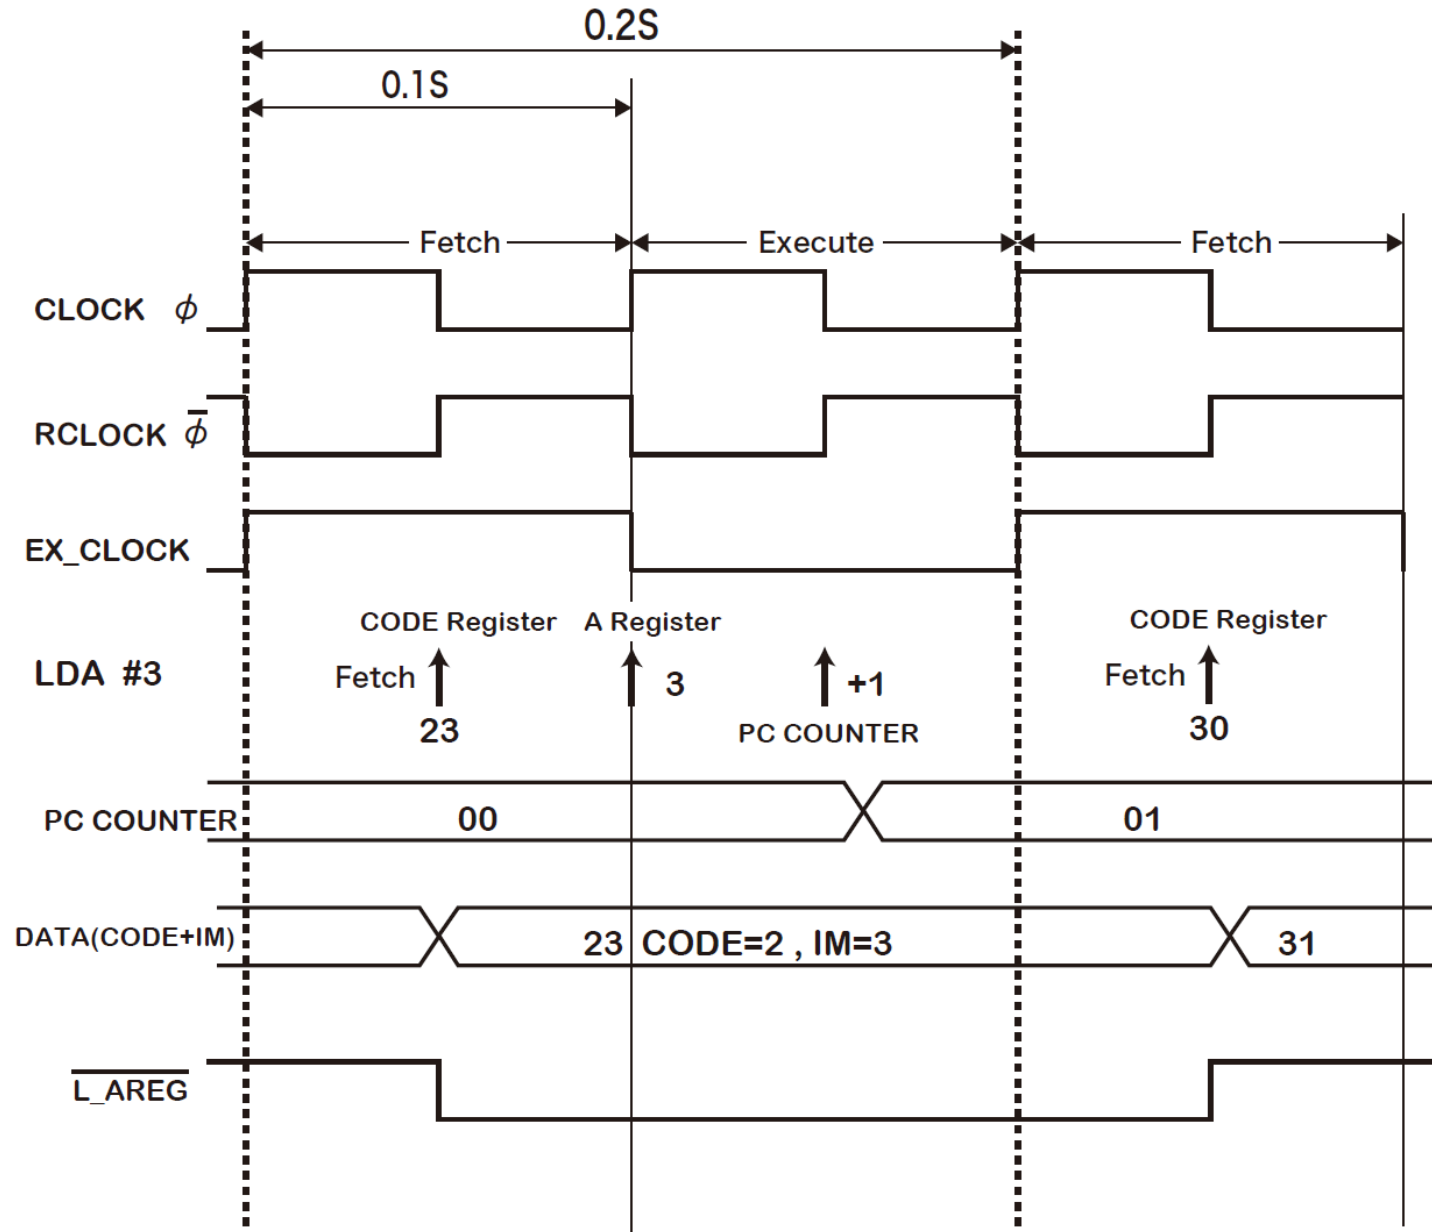 0.2S
0.1S
Fetch Execute Fetch
CLOCK ϕ
RCLOCK ϕ̅
EX_CLOCK
CODE Register A Register CODE Register
LDA #3 Fetch 3 +1 Fetch
23 PC COUNTER 30
PC COUNTER 00 01
DATA(CODE+IM) 23 CODE=2 , IM=3 31
L_AREG